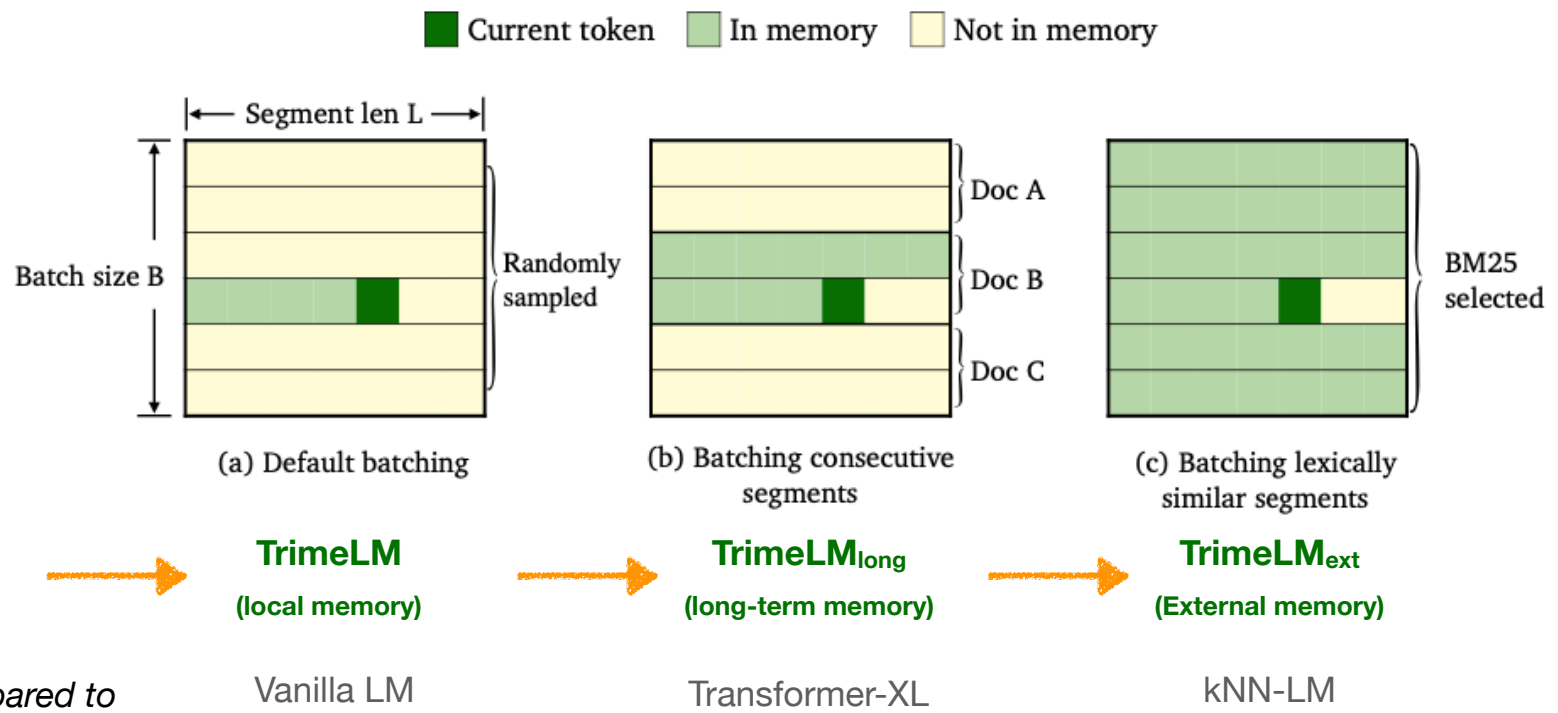 Current token In memory Not in memory
Segment len L
Batch size B
Randomly
sampled
Doc A
Doc B
Doc C
BM25
selected
(a) Default batching
(b) Batching consecutive
segments
(c) Batching lexically
similar segments
TrimeLM
(local memory)
TrimeLMlong
(long-term memory)
TrimeLMext
(External memory)
pared to
Vanilla LM
Transformer-XL
kNN-LM